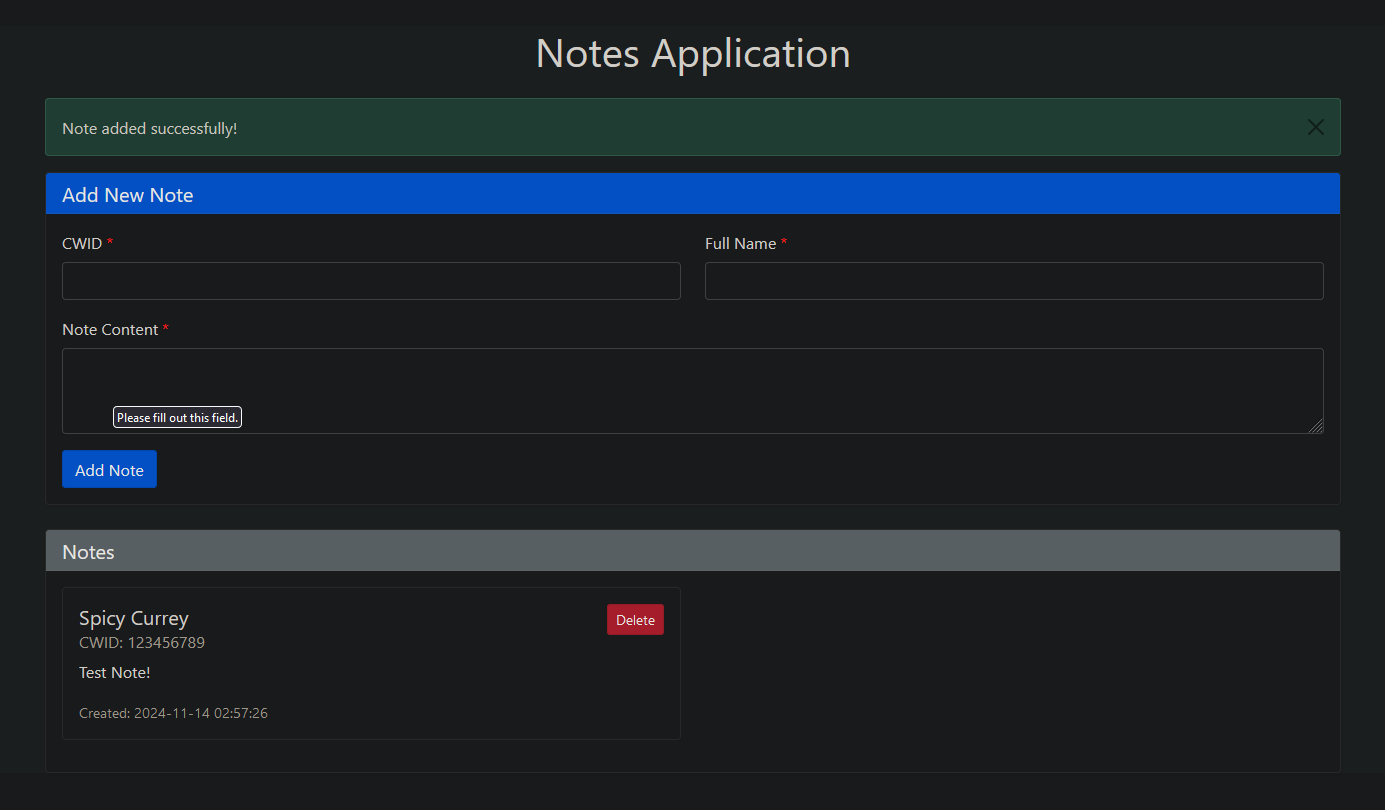 Notes Application
Note added successfully!
Add New Note
CWID *
Full Name *
Note Content *
Please fill out this field.
Add Note
Notes
Spicy Currey
Delete
CWID: 123456789
Test Note!
Created: 2024-11-14 02:57:26